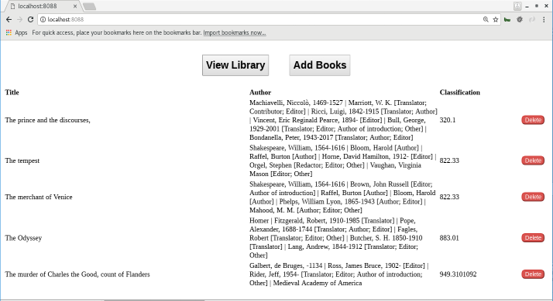 localhost:8088
localhost:8088
Apps For quick access, place your bookmarks here on the bookmarks bar. Import bookmarks now...
View Library Add Books
Title Author Classification
Machiavelli, Niccolò, 1469-1527 | Marriott, W. K. [Translator;
Contributor; Editor] | Ricci, Luigi, 1842-1915 [Translator; Author]
The prince and the discourses, | Vincent, Eric Reginald Pearce, 1894- [Editor] | Bull, George, 320.1 Delete
1929-2001 [Translator; Editor; Author of introduction; Other] |
Bondanella, Peter, 1943-2017 [Translator; Author; Editor]
Shakespeare, William, 1564-1616 | Bloom, Harold [Author] |
The tempest Raffel, Burton [Author] | Horne, David Hamilton, 1912- [Editor] | 822.33 Delete
Orgel, Stephen [Redactor; Editor; Other] | Vaughan, Virginia
Mason [Editor; Other]
Shakespeare, William, 1564-1616 | Brown, John Russell [Editor;
Author of introduction] | Raffel, Burton [Author] | Bloom, Harold
The merchant of Venice [Author] | Phelps, William Lyon, 1865-1943 [Author; Editor] | 822.33 Delete
Mahood, M. M. [Author; Editor; Other]
Homer | Fitzgerald, Robert, 1910-1985 [Translator] | Pope,
Alexander, 1688-1744 [Translator; Author; Editor] | Fagles,
The Odyssey Robert [Translator; Editor; Other] | Butcher, S. H. 1850-1910 883.01 Delete
[Translator] | Lang, Andrew, 1844-1912 [Translator; Editor;
Other]
Galbert, de Bruges, -1134 | Ross, James Bruce, 1902- [Editor] |
The murder of Charles the Good, count of Flanders Rider, Jeff, 1954- [Translator; Editor; Author of introduction; 949.3101092 Delete
Other] | Medieval Academy of America